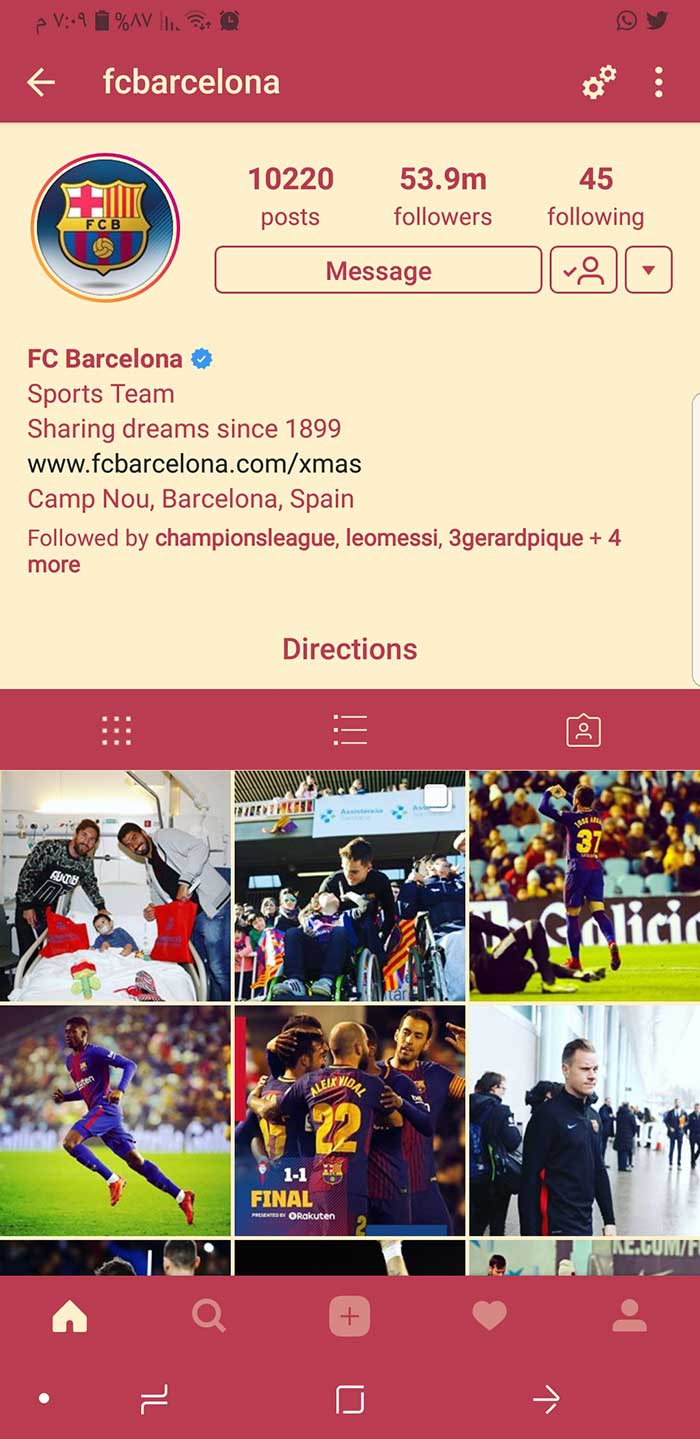 م ٧:٠٩ %٨٧
fcbarcelona
10220 53.9m 45
posts followers following
Message
FCB
FC Barcelona
Sports Team
Sharing dreams since 1899
www.fcbarcelona.com/xmas
Camp Nou, Barcelona, Spain
Followed by championsleague, leomessi, 3gerardpique + 4
more
Directions
Assistència
37
Galicia
ALEIX VIDAL
22
1-1
FINAL
PRESENTED BY Rakuten
2
KE.COM/F